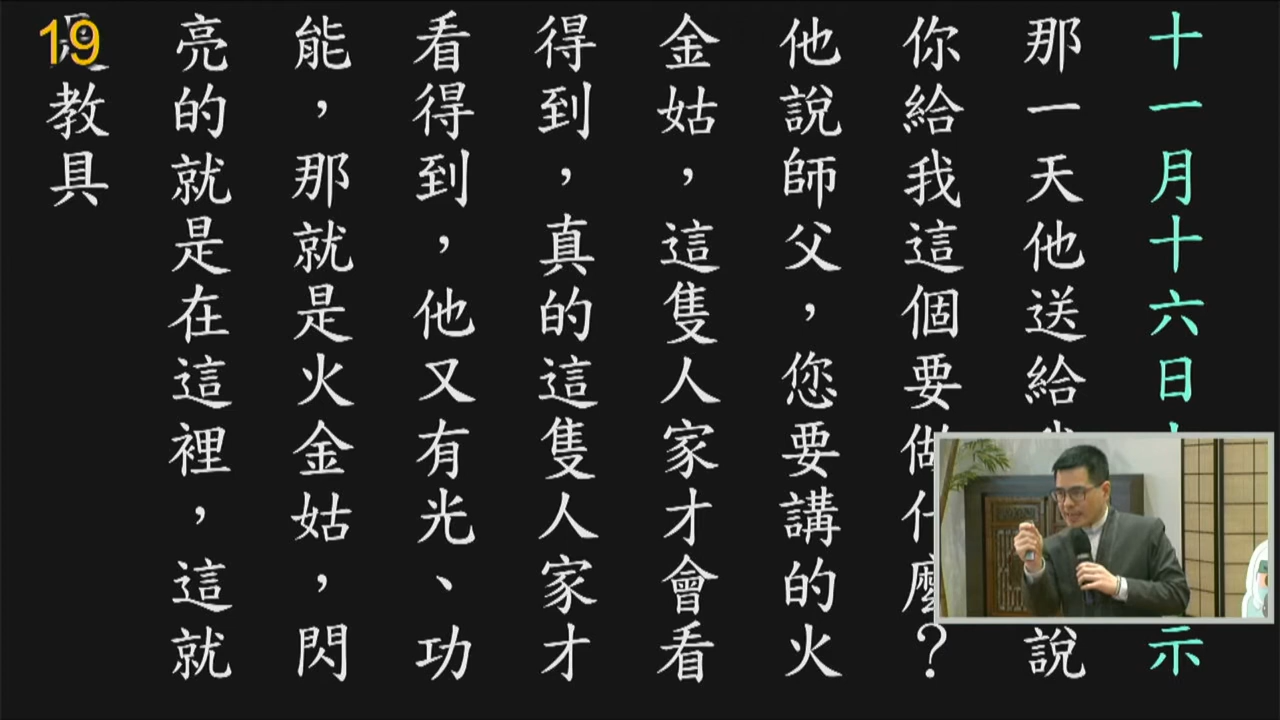 十一月十六日 示
那一天他送給 說
你給我這個要做什麼？
他說師父，您要講的火
金姑，這隻人家才會看
得到，真的這隻人家才
看得到，他又有光、功
能，那就是火金姑，閃
亮的就是在這裡，這就
教具
19